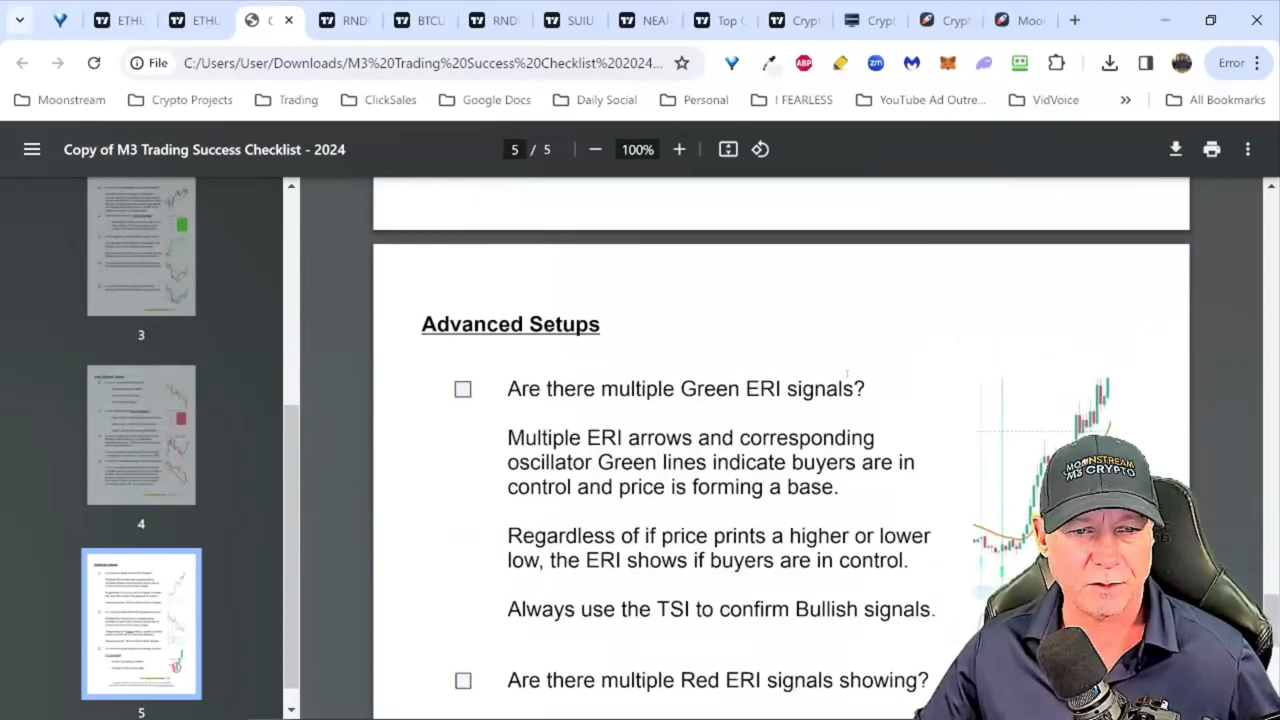 ETHU
ETHU
C
RND
BTCU
RND
SUIU
NEAR
Top C
Crypt
Crypt
Crypt
Moo
File
C:/Users/User/Downloads/M3%20Trading%20Success%20Checklist%202024...
ABP
zm
Error
Moonstream
Crypto Projects
Trading
ClickSales
Google Docs
Daily Social
Personal
! FEARLESS
YouTube Ad Outre...
VidVoice
»
All Bookmarks
Copy of M3 Trading Success Checklist - 2024
5 / 5
100%
3
4
5
Advanced Setups
Are there multiple Green ERI signals?
Multiple ERI arrows and corresponding
oscillater Green lines indicate buyers are in
control and price is forming a base.
Regardless of if price prints a higher or lower
low, the ERI shows if buyers are in control.
Always use the TSI to confirm Bullish signals.
Are there multiple Red ERI signals showing?
MOONSTREAM
M3 CRYPTO